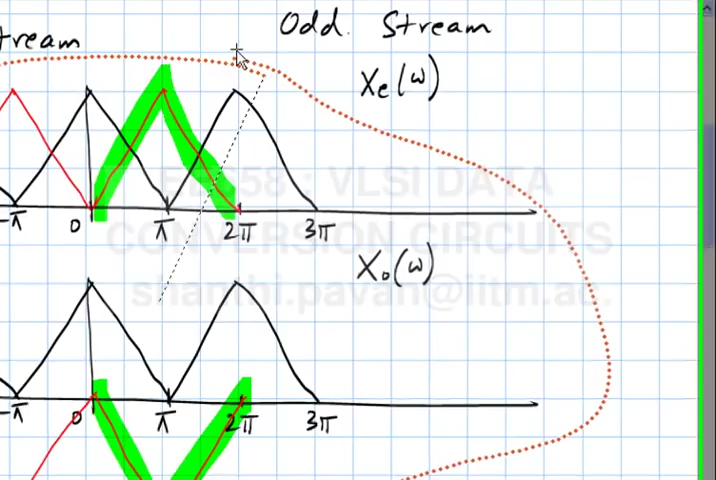 tream
Odd. Stream
Xe(ω)
-π 0 π 2π 3π
EE658 : VLSI DATA
CONVERSION CIRCUITS
Xo(ω)
shanthi.pavan@iitm.ac.
-π 0 π 2π 3π